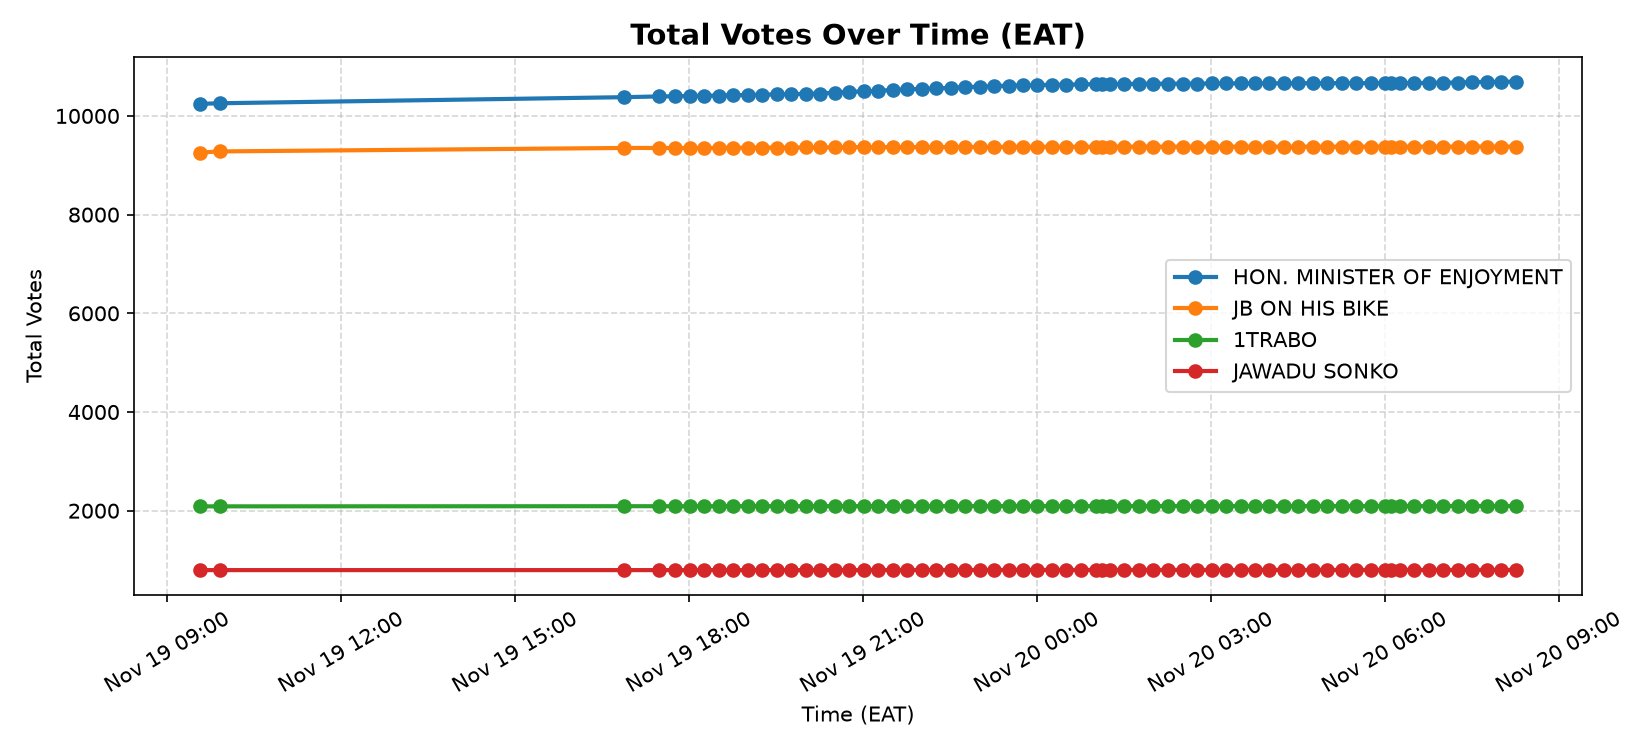 Total Votes Over Time (EAT)
Total Votes
10000
8000
6000
4000
2000
HON. MINISTER OF ENJOYMENT
JB ON HIS BIKE
1TRABO
JAWADU SONKO
Nov 19 09:00
Nov 19 12:00
Nov 19 15:00
Nov 19 18:00
Nov 19 21:00
Nov 20 00:00
Nov 20 03:00
Nov 20 06:00
Nov 20 09:00
Time (EAT)